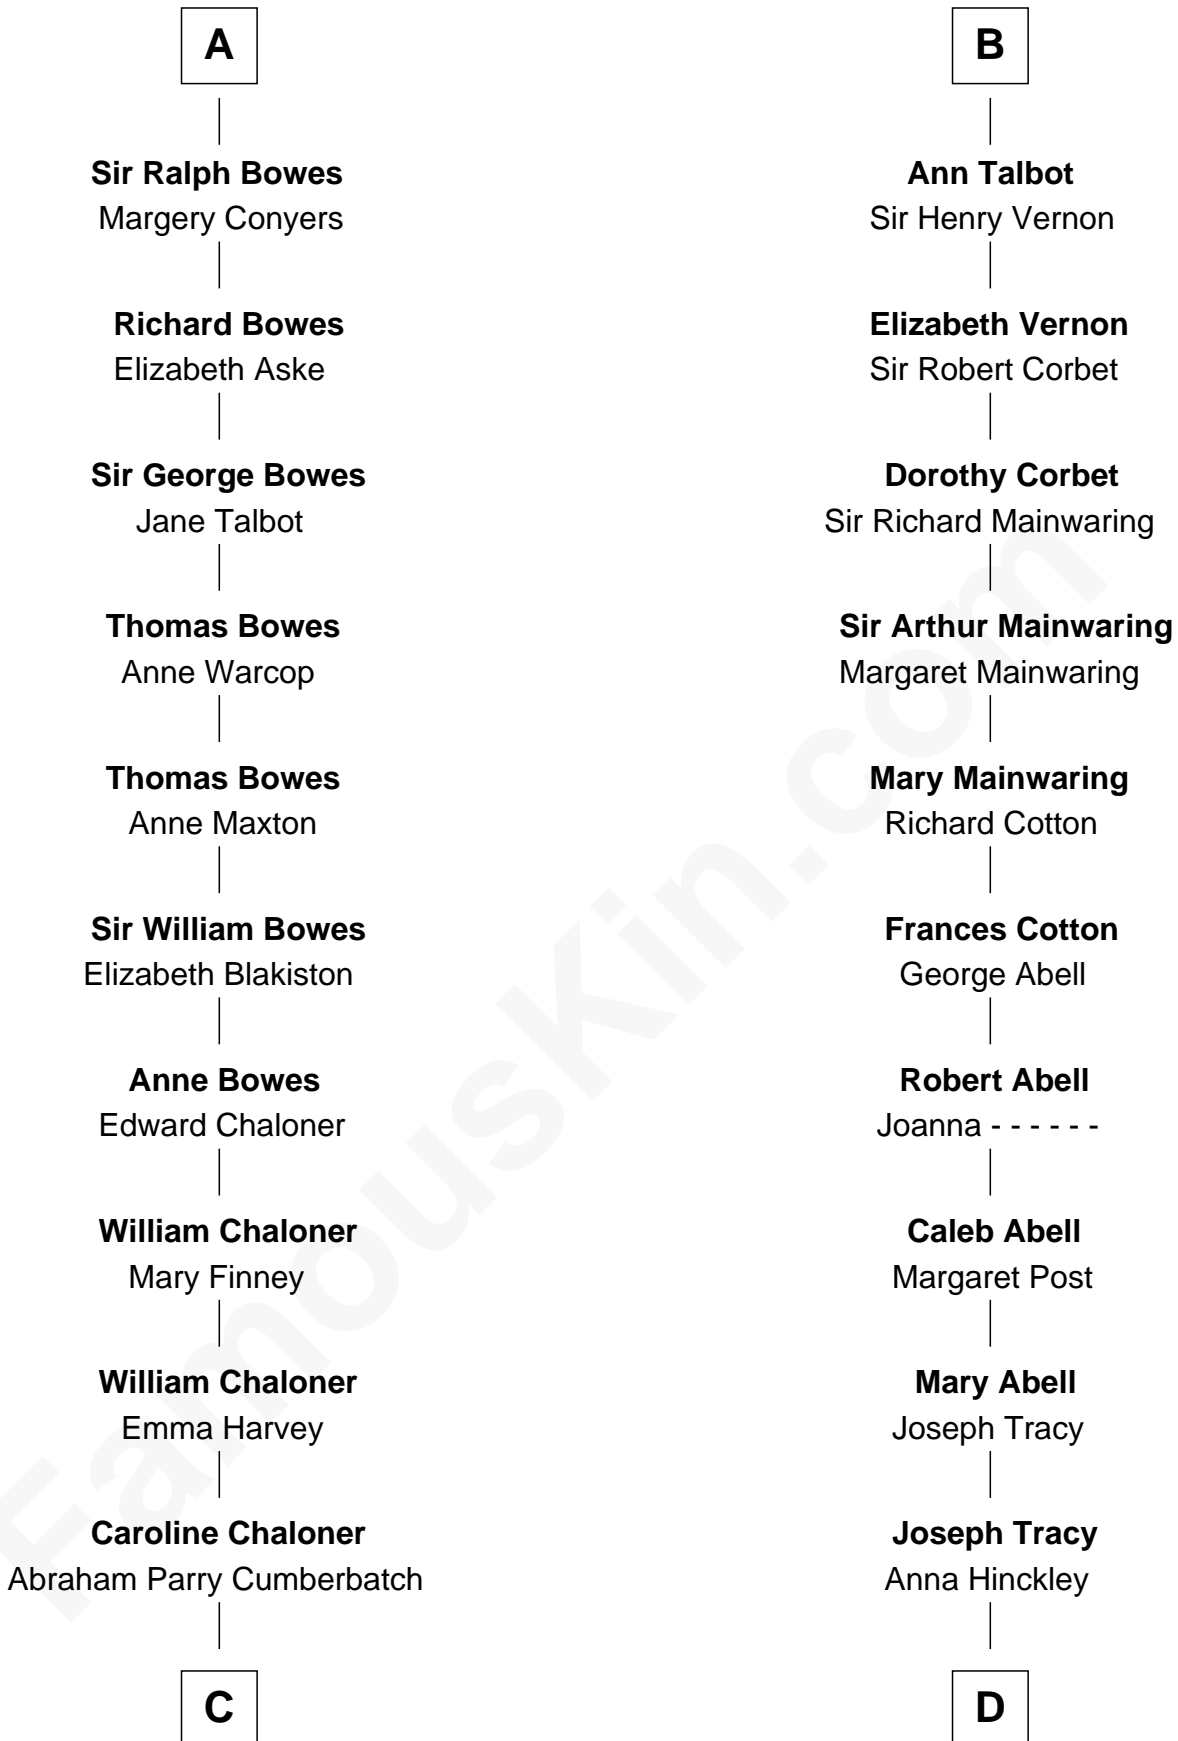 A
Sir Ralph Bowes
Margery Conyers
Richard Bowes
Elizabeth Aske
Sir George Bowes
Jane Talbot
Thomas Bowes
Anne Warcop
Thomas Bowes
Anne Maxton
Sir William Bowes
Elizabeth Blakiston
Anne Bowes
Edward Chaloner
William Chaloner
Mary Finney
William Chaloner
Emma Harvey
Caroline Chaloner
Abraham Parry Cumberbatch
C
B
Ann Talbot
Sir Henry Vernon
Elizabeth Vernon
Sir Robert Corbet
Dorothy Corbet
Sir Richard Mainwaring
Sir Arthur Mainwaring
Margaret Mainwaring
Mary Mainwaring
Richard Cotton
Frances Cotton
George Abell
Robert Abell
Joanna - - - - - -
Caleb Abell
Margaret Post
Mary Abell
Joseph Tracy
Joseph Tracy
Anna Hinckley
D
FamousKin.com